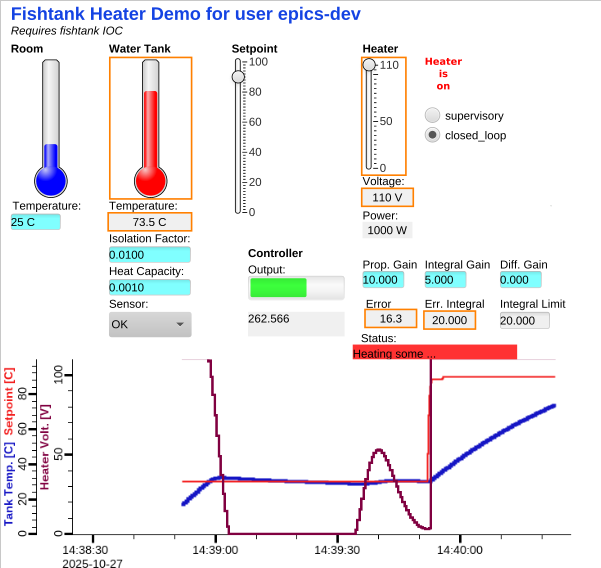 Fishtank Heater Demo for user epics-dev
Requires fishtank IOC
Room
Water Tank
Setpoint
Heater
100
80
60
40
20
0
110
50
0
Heater
is
on
supervisory
closed_loop
Temperature:
25 C
Temperature:
73.5 C
Isolation Factor:
0.0100
Heat Capacity:
0.0010
Sensor:
OK
Voltage:
110 V
Power:
1000 W
Controller
Output:
262.566
Prop. Gain
Integral Gain
Diff. Gain
10.000
5.000
0.000
Error
Err. Integral
Integral Limit
16.3
20.000
20.000
Status:
Heating some ...
Tank Temp. [C]
Setpoint [C]
80
60
40
20
0
Heater Volt. [V]
100
50
0
14:38:30
14:39:00
14:39:30
14:40:00
2025-10-27